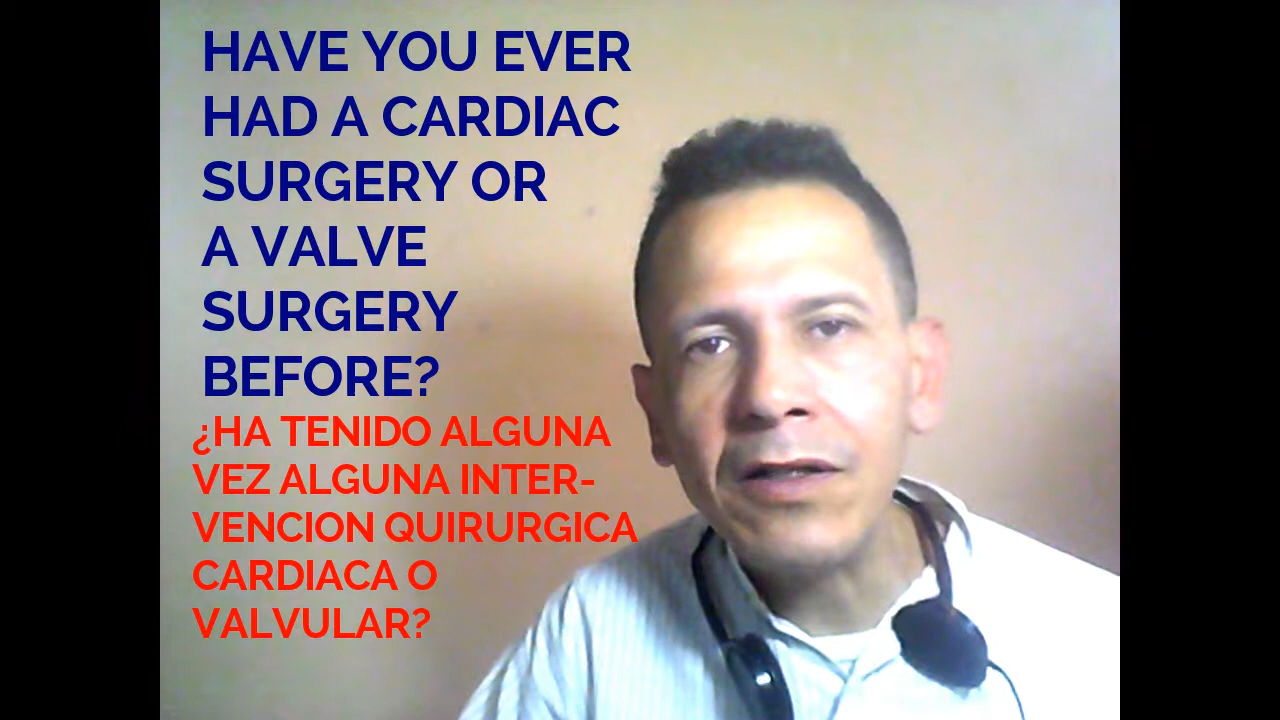 HAVE YOU EVER
HAD A CARDIAC
SURGERY OR
A VALVE
SURGERY
BEFORE?
¿HA TENIDO ALGUNA
VEZ ALGUNA INTER-
VENCION QUIRURGICA
CARDIACA O
VALVULAR?